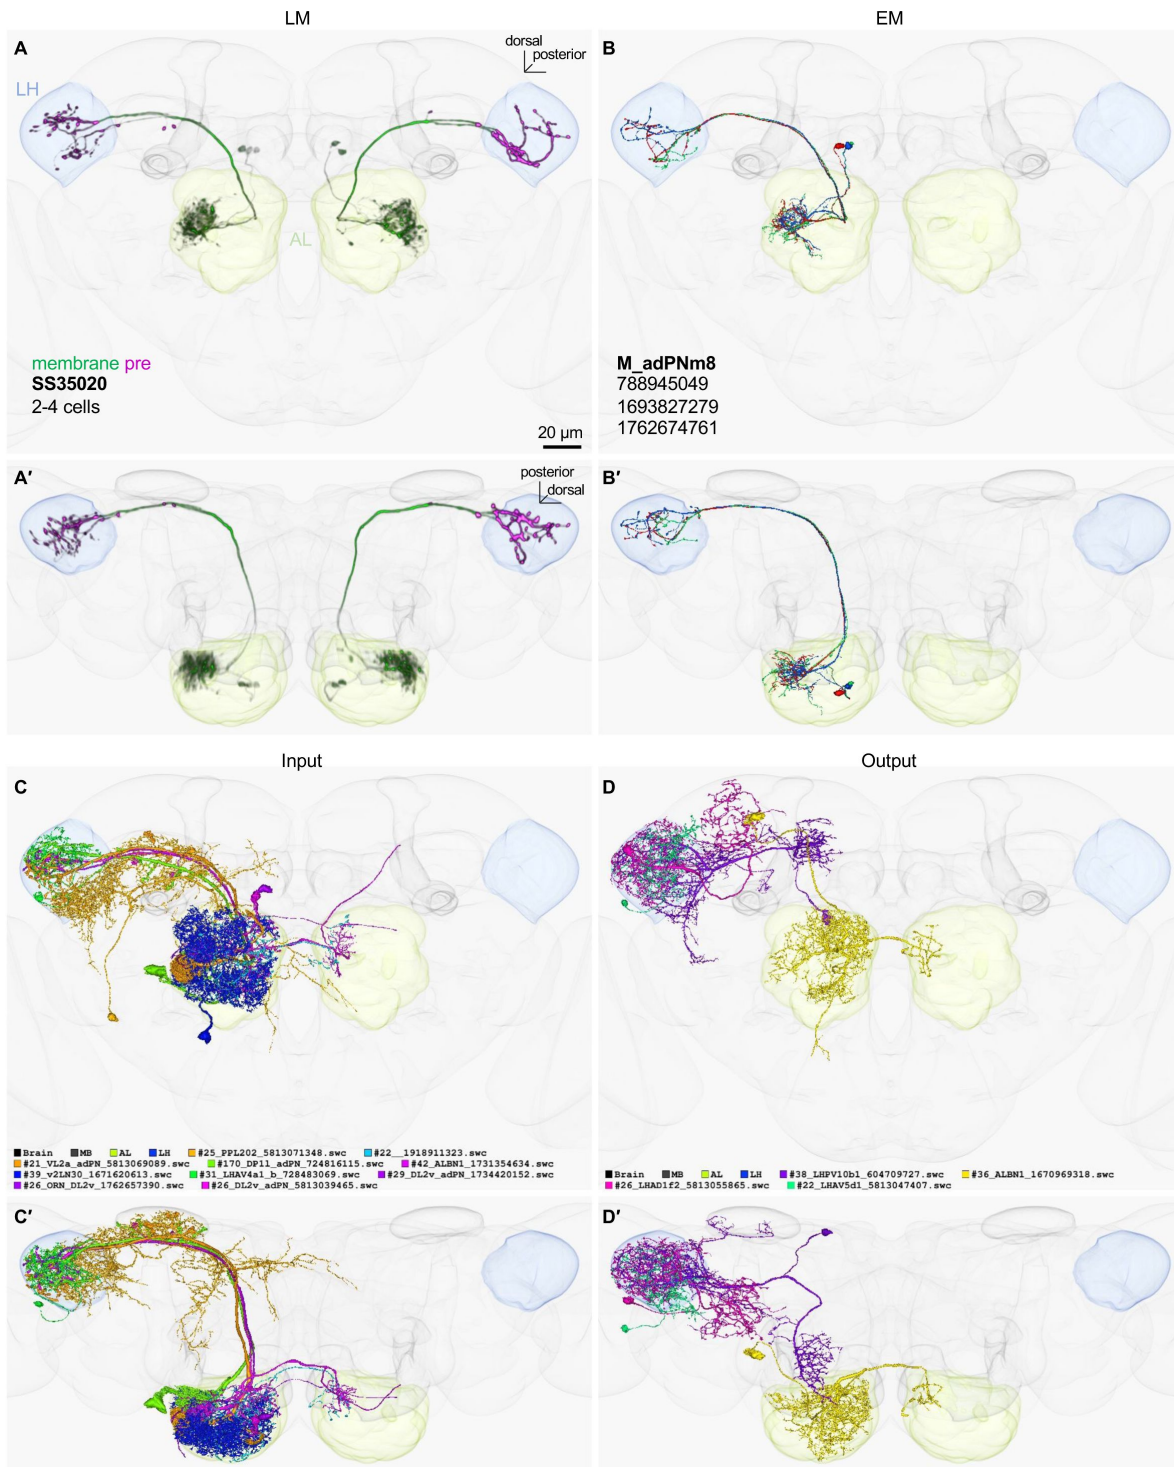 LM
EM
A
dorsal
posterior
LH
AL
membrane pre
SS35020
2-4 cells
20 µm
B
M_adPNm8
788945049
1693827279
1762674761
A′
posterior
dorsal
B′
Input
Output
C
Brain MB AL LH #25_PPL202_5813071348.swc #22__1918911323.swc
#21_VL2a_adPN_5813069089.swc #170_DP11_adPN_724816115.swc #42_ALBN1_1731354634.swc
#39_v2LN30_1671620613.swc #31_LHAV4a1_b_728483069.swc #29_DL2v_adPN_1734420152.swc
#26_ORN_DL2v_1762657390.swc #26_DL2v_adPN_5813039465.swc
D
Brain MB AL LH #38_LHPV10b1_604709727.swc #36_ALBN1_1670969318.swc
#26_LHAD1f2_5813055865.swc #22_LHAV5d1_5813047407.swc
C′
D′